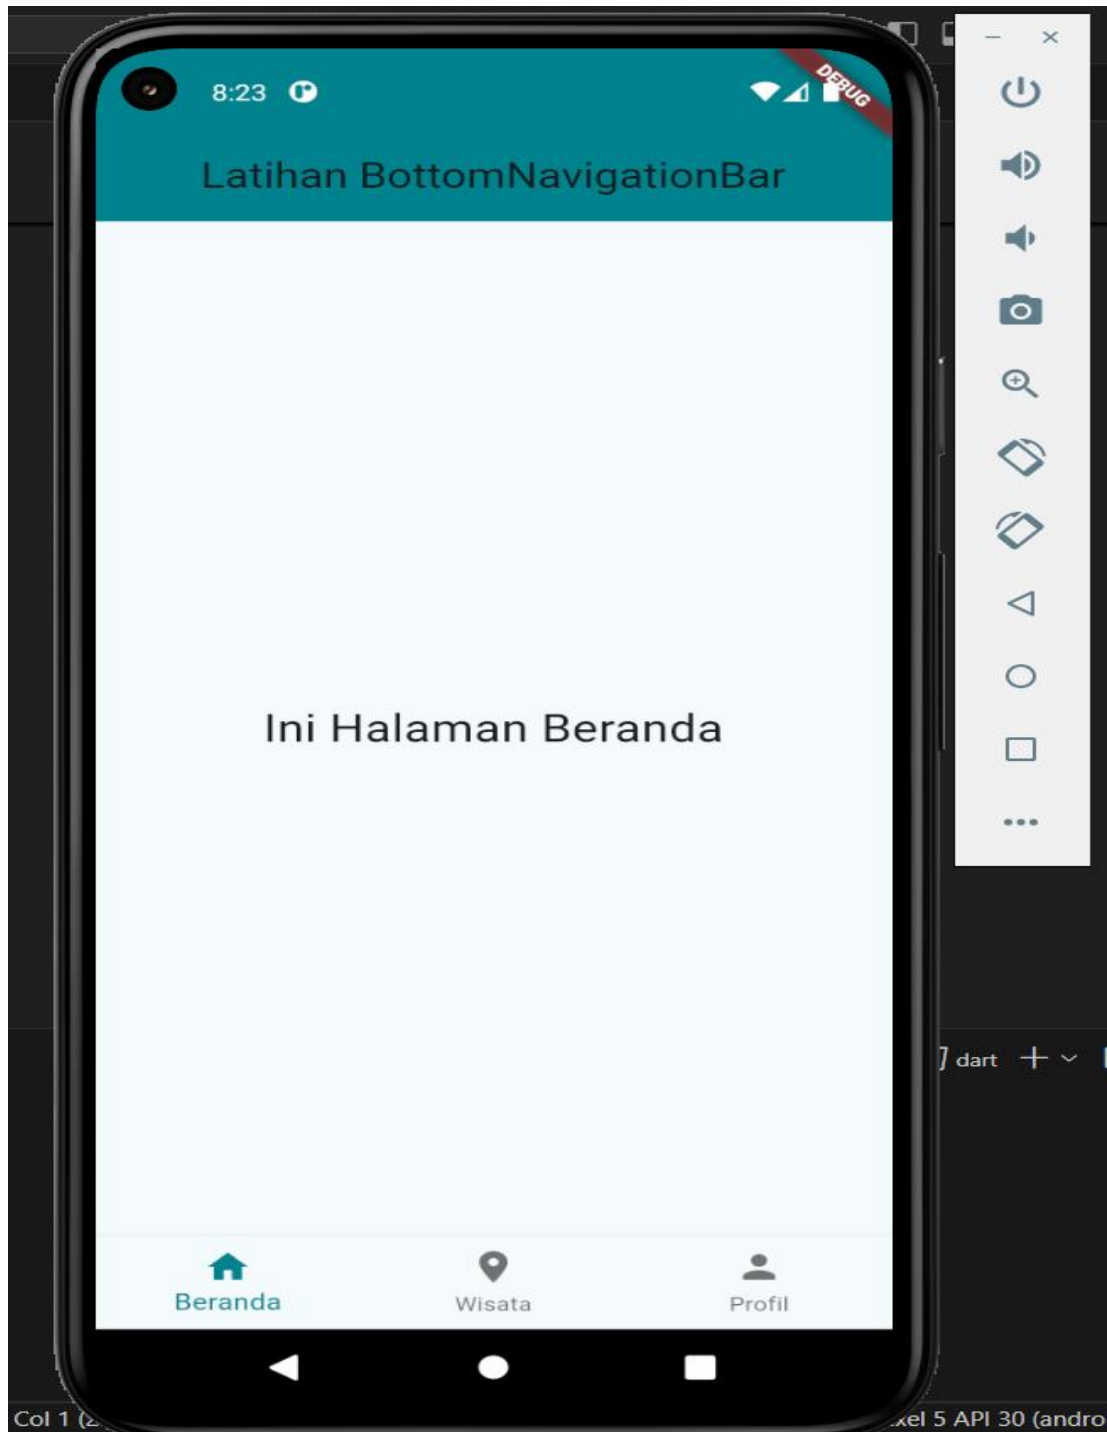 8:23
DEBUG
Latihan BottomNavigationBar
Ini Halaman Beranda
dart
Beranda
Wisata
Profil
Col 1 (2
xel 5 API 30 (andro